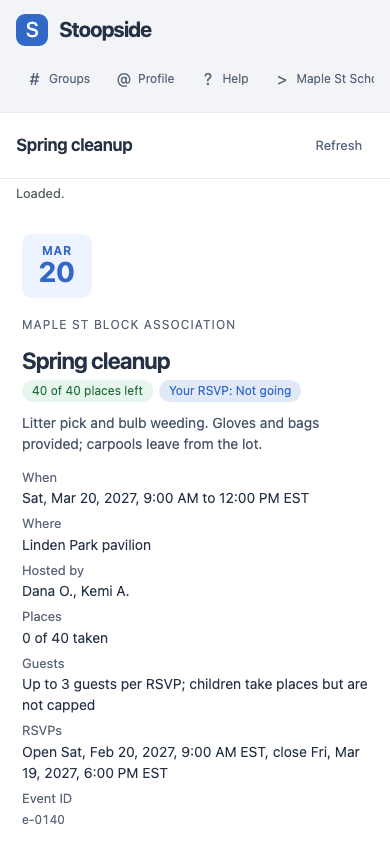 S Stoopside
# Groups @ Profile ? Help > Maple St Scho
Spring cleanup Refresh
Loaded.
MAR
20
MAPLE ST BLOCK ASSOCIATION
Spring cleanup
40 of 40 places left Your RSVP: Not going
Litter pick and bulb weeding. Gloves and bags
provided; carpools leave from the lot.
When
Sat, Mar 20, 2027, 9:00 AM to 12:00 PM EST
Where
Linden Park pavilion
Hosted by
Dana O., Kemi A.
Places
0 of 40 taken
Guests
Up to 3 guests per RSVP; children take places but are
not capped
RSVPs
Open Sat, Feb 20, 2027, 9:00 AM EST, close Fri, Mar
19, 2027, 6:00 PM EST
Event ID
e-0140